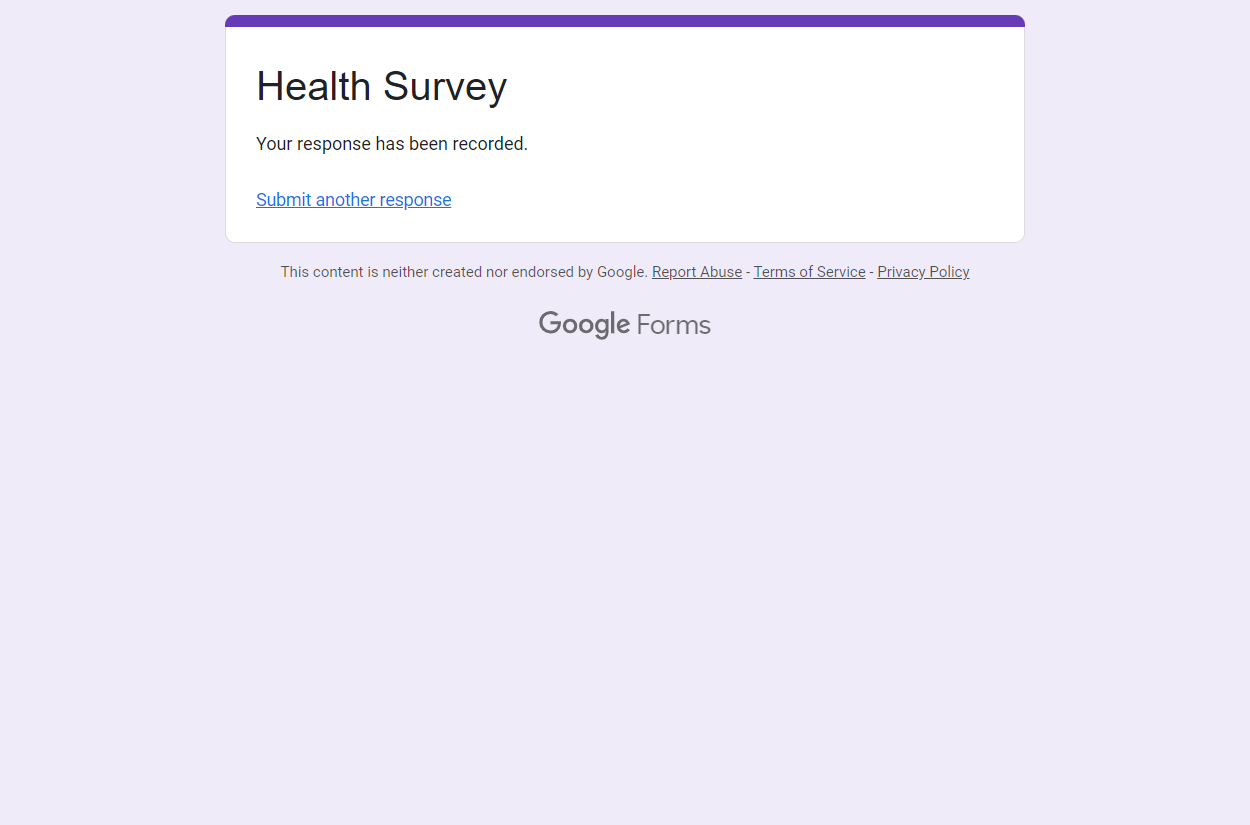 Health Survey
Your response has been recorded.
Submit another response
This content is neither created nor endorsed by Google. Report Abuse - Terms of Service - Privacy Policy
Google Forms